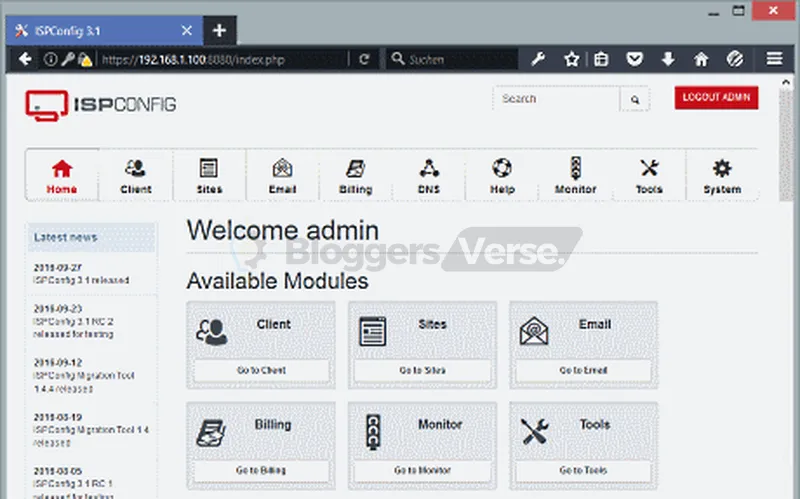 ISPConfig 3.1
https://192.168.1.100:8080/index.php
Suchen
ISPCONFIG
Search
LOGOUT ADMIN
Home
Client
Sites
Email
Billing
DNS
Help
Monitor
Tools
System
Latest news
2016-09-27
ISPConfig 3.1 released
2016-09-23
ISPConfig 3.1 RC 2
released for testing
2016-09-12
ISPConfig Migration Tool
1.4.4 released
2016-08-19
ISPConfig Migration Tool 1.4
released
2016-08-05
ISPConfig 3.1 RC 1
released for testing
Welcome admin
Bloggers Verse.
Available Modules
Client
Sites
Email
Go to Client
Go to Sites
Go to Email
Billing
Monitor
Tools
Go to Billing
Go to Monitor
Go to Tools